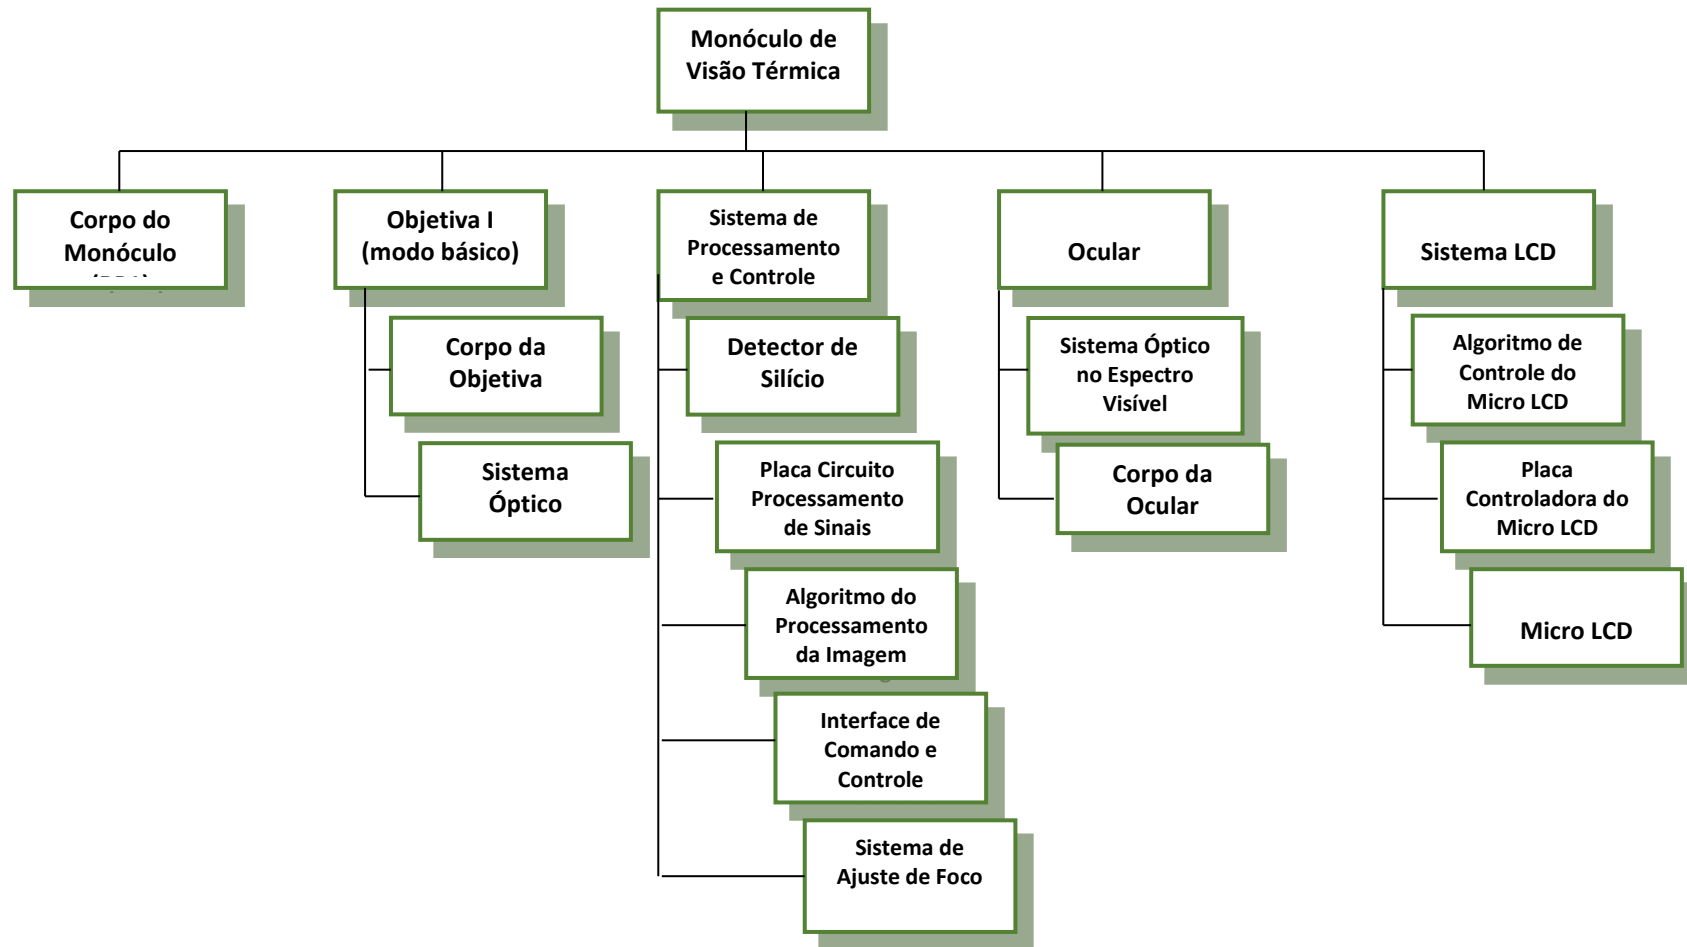 Monóculo de
Visão Térmica
Corpo do
Monóculo
Objetiva I
(modo básico)
Corpo da
Objetiva
Sistema
Óptico
Sistema de
Processamento
e Controle
Detector de
Silício
Placa Circuito
Processamento
de Sinais
Algoritmo do
Processamento
da Imagem
Interface de
Comando e
Controle
Sistema de
Ajuste de Foco
Ocular
Sistema Óptico
no Espectro
Visível
Corpo da
Ocular
Sistema LCD
Algoritmo de
Controle do
Micro LCD
Placa
Controladora do
Micro LCD
Micro LCD